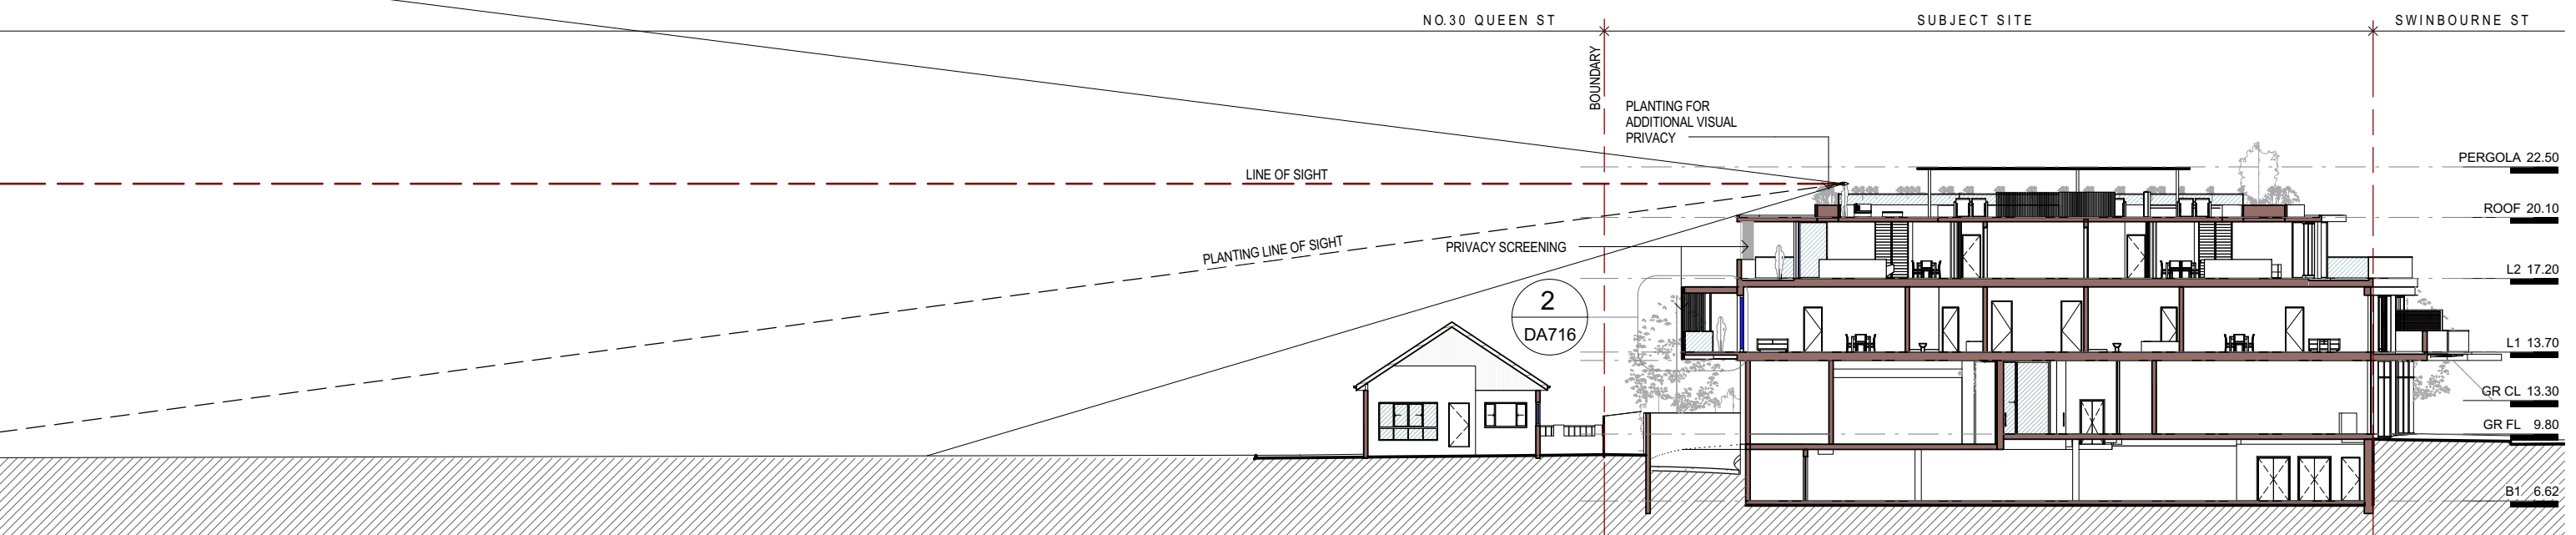 NO.30 QUEEN ST
SUBJECT SITE
SWINBOURNE ST
BOUNDARY
PLANTING FOR
ADDITIONAL VISUAL
PRIVACY
PERGOLA 22.50
LINE OF SIGHT
ROOF 20.10
PLANTING LINE OF SIGHT
PRIVACY SCREENING
L2 17.20
2
DA716
L1 13.70
GR CL 13.30
GR FL 9.80
B1 6.62